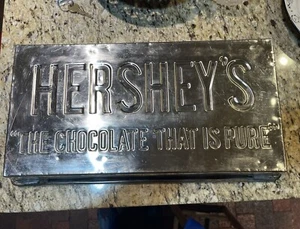 HERSHEY'S
"THE CHOCOLATE THAT IS PURE"